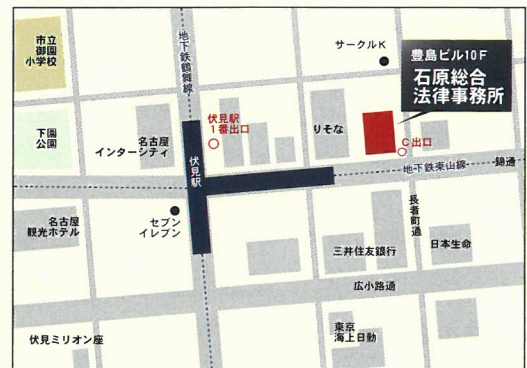 市立
御園
小学校
地下鉄鶴舞線
サークルK
豊島ビル10F
石原総合
法律事務所
下園
公園
名古屋
インターシティ
伏見駅
1番出口
りそな
C出口
伏見駅
地下鉄東山線
錦通
名古屋
観光ホテル
セブン
イレブン
長者町通
三井住友銀行
日本生命
広小路通
伏見ミリオン座
東京
海上日動